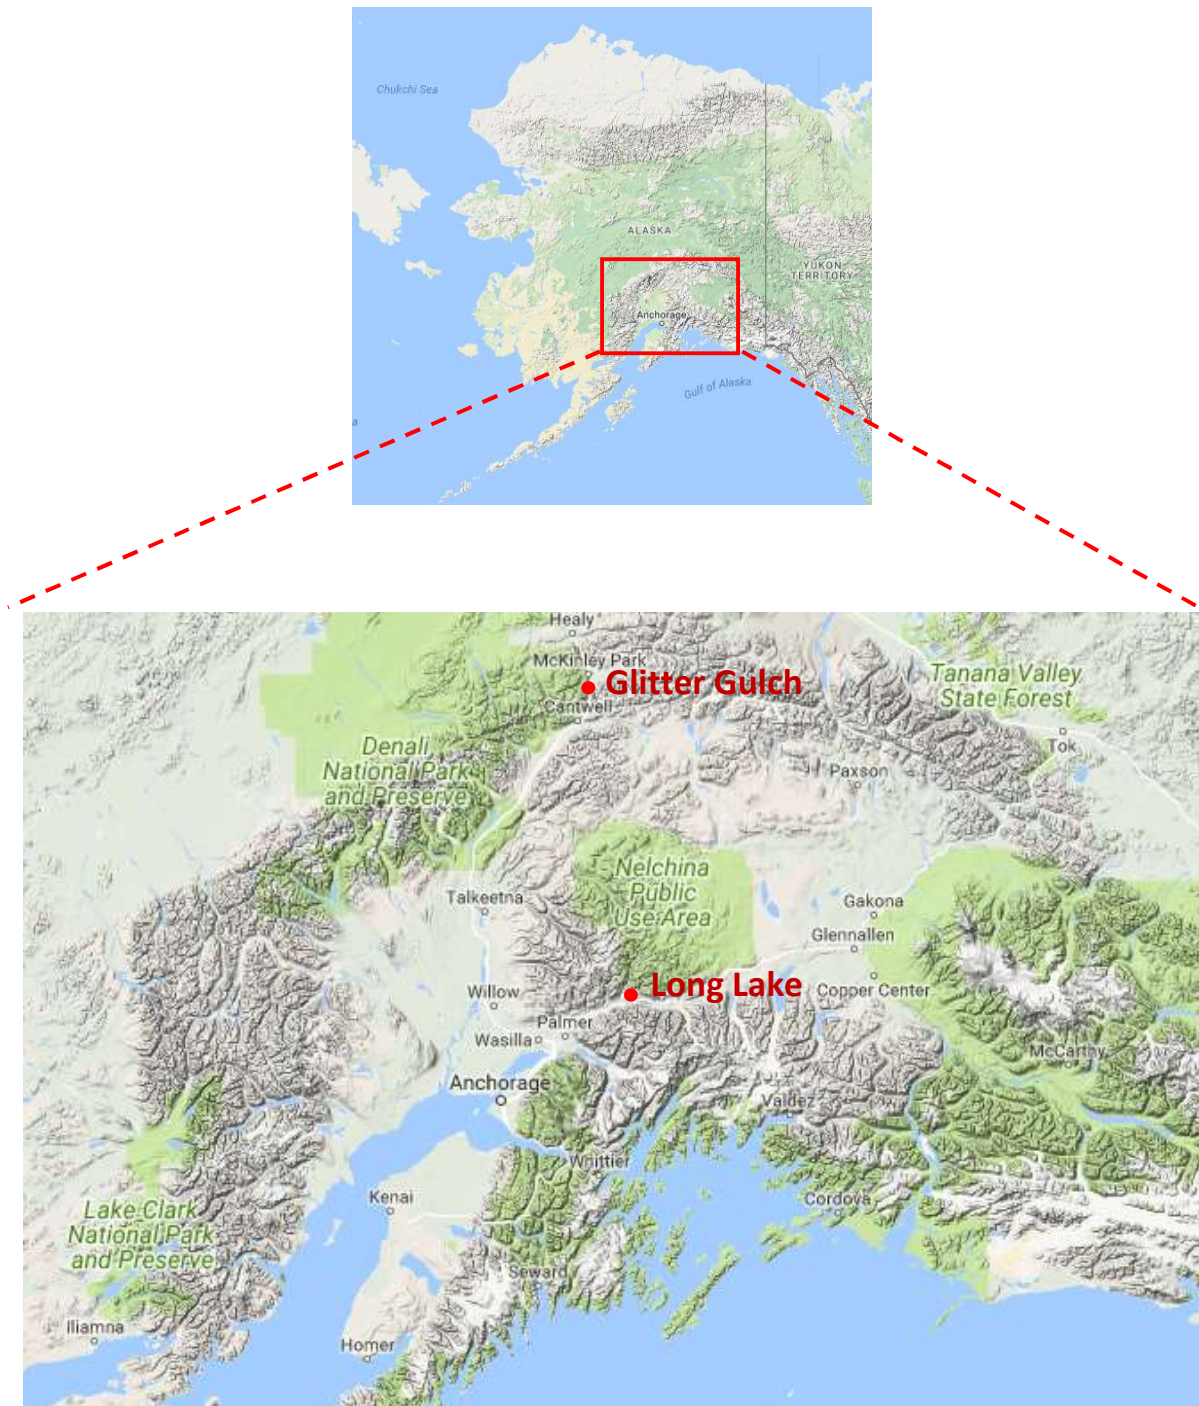 Chukchi Sea
ALASKA
YUKON
TERRITORY
Anchorage
Gulf of Alaska
a
Healy
McKinley Park
Glitter Gulch
Cantwell
Tanana Valley
State Forest
Tok
Denali
National Park
and Preserve
Paxson
Nelchina
Public
Use Area
Talkeetna
Gakona
Glennallen
Long Lake
Willow
Copper Center
Palmer
Wasilla
McCarthy
Anchorage
Valdez
Whittier
Kenai
Cordova
Lake Clark
National Park
and Preserve
Seward
Iliamna
Homer